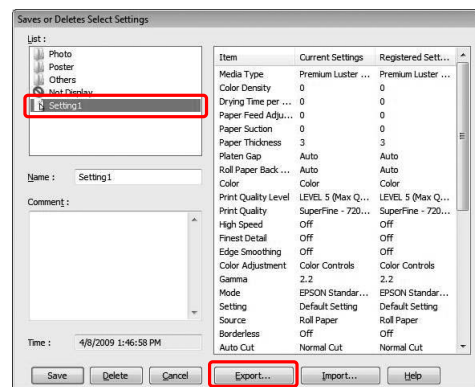 Saves or Deletes Select Settings
List :
Photo
Poster
Others
Not Display
Setting1
Name : Setting1
Comment :
Time : 4/8/2009 1:46:58 PM
Item Current Settings Registered Sett...
Media Type Premium Luster ... Premium Luster ...
Color Density 0 0
Drying Time per ... 0 0
Paper Feed Adju... 0 0
Paper Suction 0 0
Paper Thickness 3 3
Platen Gap Auto Auto
Roll Paper Back ... Auto Auto
Color Color Color
Print Quality Level LEVEL 5 (Max Q... LEVEL 5 (Max Q...
Print Quality SuperFine - 720... SuperFine - 720...
High Speed Off Off
Finest Detail Off Off
Edge Smoothing Off Off
Color Adjustment Color Controls Color Controls
Gamma 2.2 2.2
Mode EPSON Standar... EPSON Standar...
Setting Default Setting Default Setting
Source Roll Paper Roll Paper
Borderless Off Off
Auto Cut Normal Cut Normal Cut
Save Delete Cancel Export... Import... Help